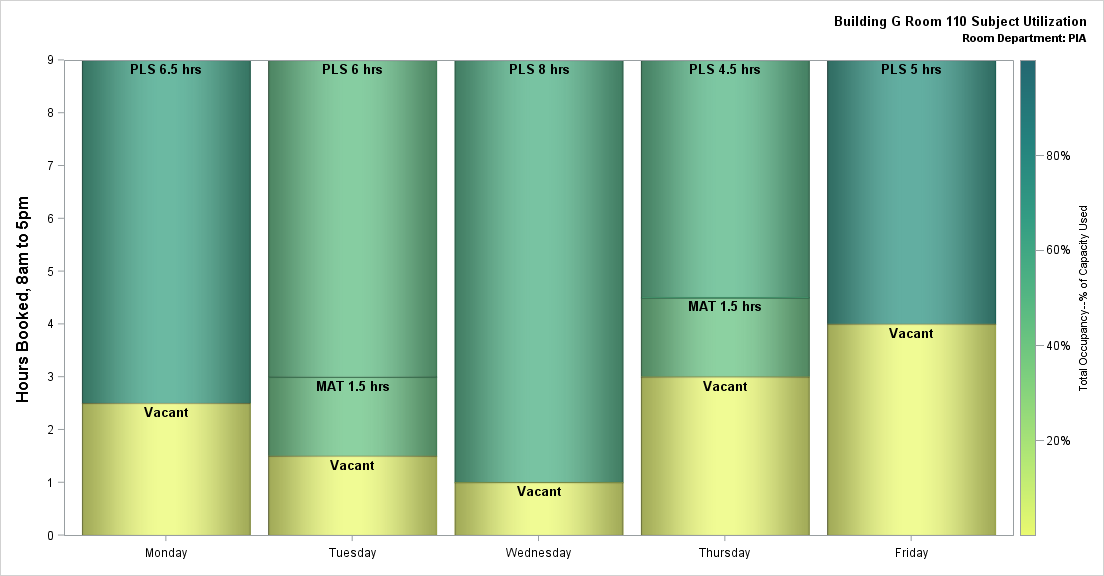 Building G Room 110 Subject Utilization
Room Department: PIA
Hours Booked, 8am to 5pm
9
8
7
6
5
4
3
2
1
0
PLS 6.5 hrs
Vacant
PLS 6 hrs
MAT 1.5 hrs
Vacant
PLS 8 hrs
Vacant
PLS 4.5 hrs
MAT 1.5 hrs
Vacant
PLS 5 hrs
Vacant
Monday
Tuesday
Wednesday
Thursday
Friday
80%
60%
40%
20%
Total Occupancy--% of Capacity Used